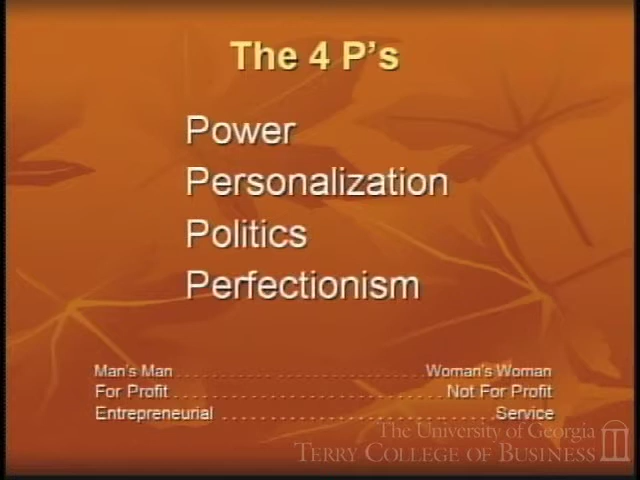 The 4 P's
Power
Personalization
Politics
Perfectionism
Man's Man . . . . . . . . . . . . . . . . . . . . . . . . . . . . Woman's Woman
For Profit . . . . . . . . . . . . . . . . . . . . . . . . . . . . . . Not For Profit
Entrepreneurial . . . . . . . . . . . . . . . . . . . . . . . . . . . . . . Service
The University of Georgia
TERRY COLLEGE OF BUSINESS